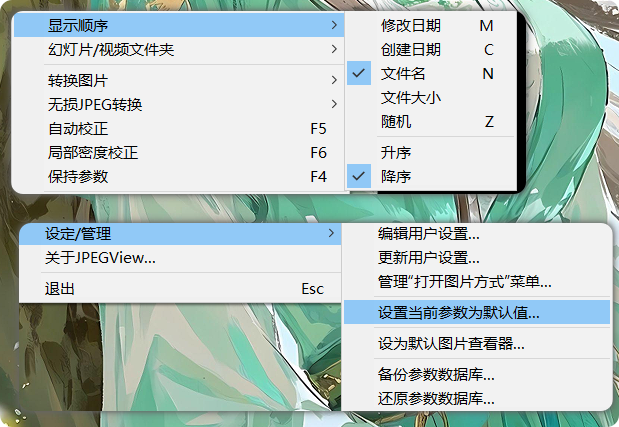 显示顺序
幻灯片/视频文件夹
转换图片
无损JPEG转换
自动校正 F5
局部密度校正 F6
保持参数 F4
修改日期 M
创建日期 C
文件名 N
文件大小
随机 Z
升序
降序
设定/管理
关于JPEGView...
退出 Esc
编辑用户设置...
更新用户设置...
管理“打开图片方式”菜单...
设置当前参数为默认值...
设为默认图片查看器...
备份参数数据库...
还原参数数据库...